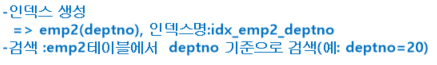 -인덱스 생성
=> emp2(deptno), 인덱스명:idx_emp2_deptno
-검색 :emp2테이블에서 deptno 기준으로 검색(예: deptno=20)